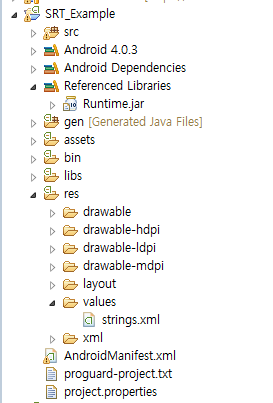 SRT_Example
src
Android 4.0.3
Android Dependencies
Referenced Libraries
Runtime.jar
gen [Generated Java Files]
assets
bin
libs
res
drawable
drawable-hdpi
drawable-ldpi
drawable-mdpi
layout
values
strings.xml
xml
AndroidManifest.xml
proguard-project.txt
project.properties